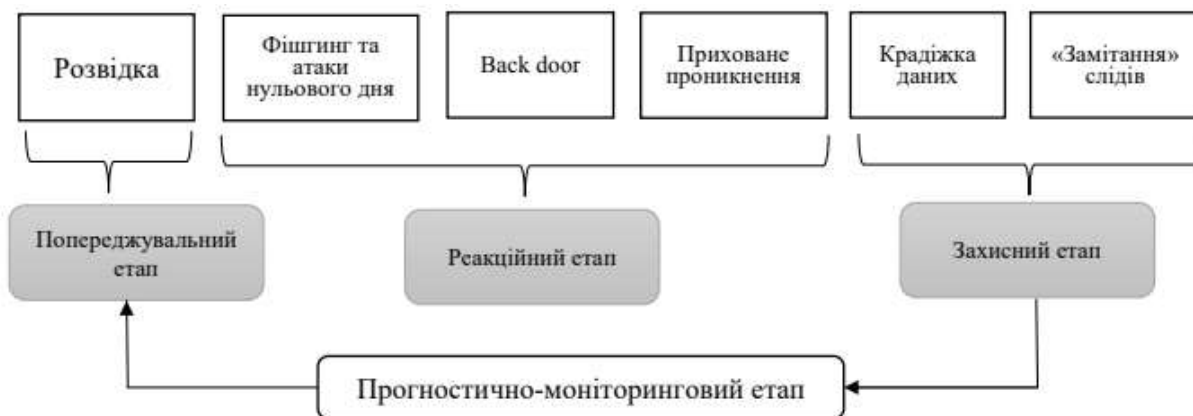 Розвідка
Фішгинг та
атаки
нульового дня
Back door
Приховане
проникнення
Крадіжка
даних
«Замітання»
слідів
Попереджувальний
етап
Реакційний етап
Захисний етап
Прогностично-моніторинговий етап